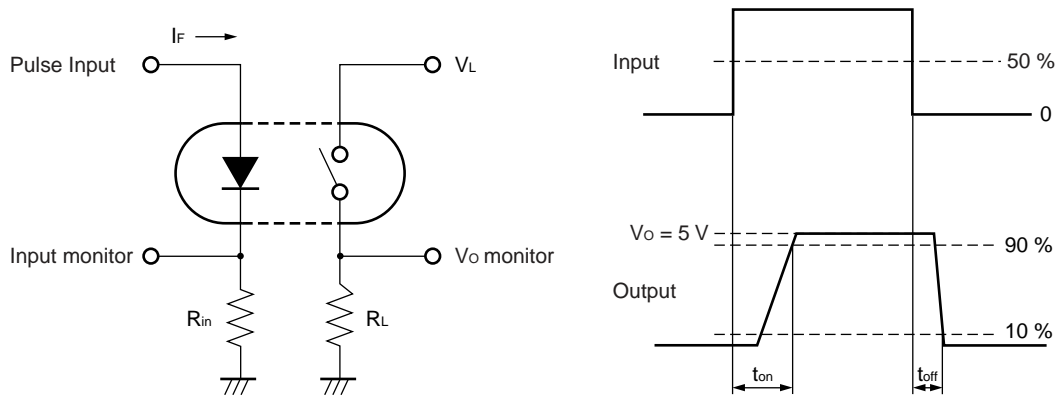 IF
Pulse Input
VL
Input monitor
VO monitor
Rin
RL
Input
50 %
0
VO = 5 V
90 %
Output
10 %
ton
toff